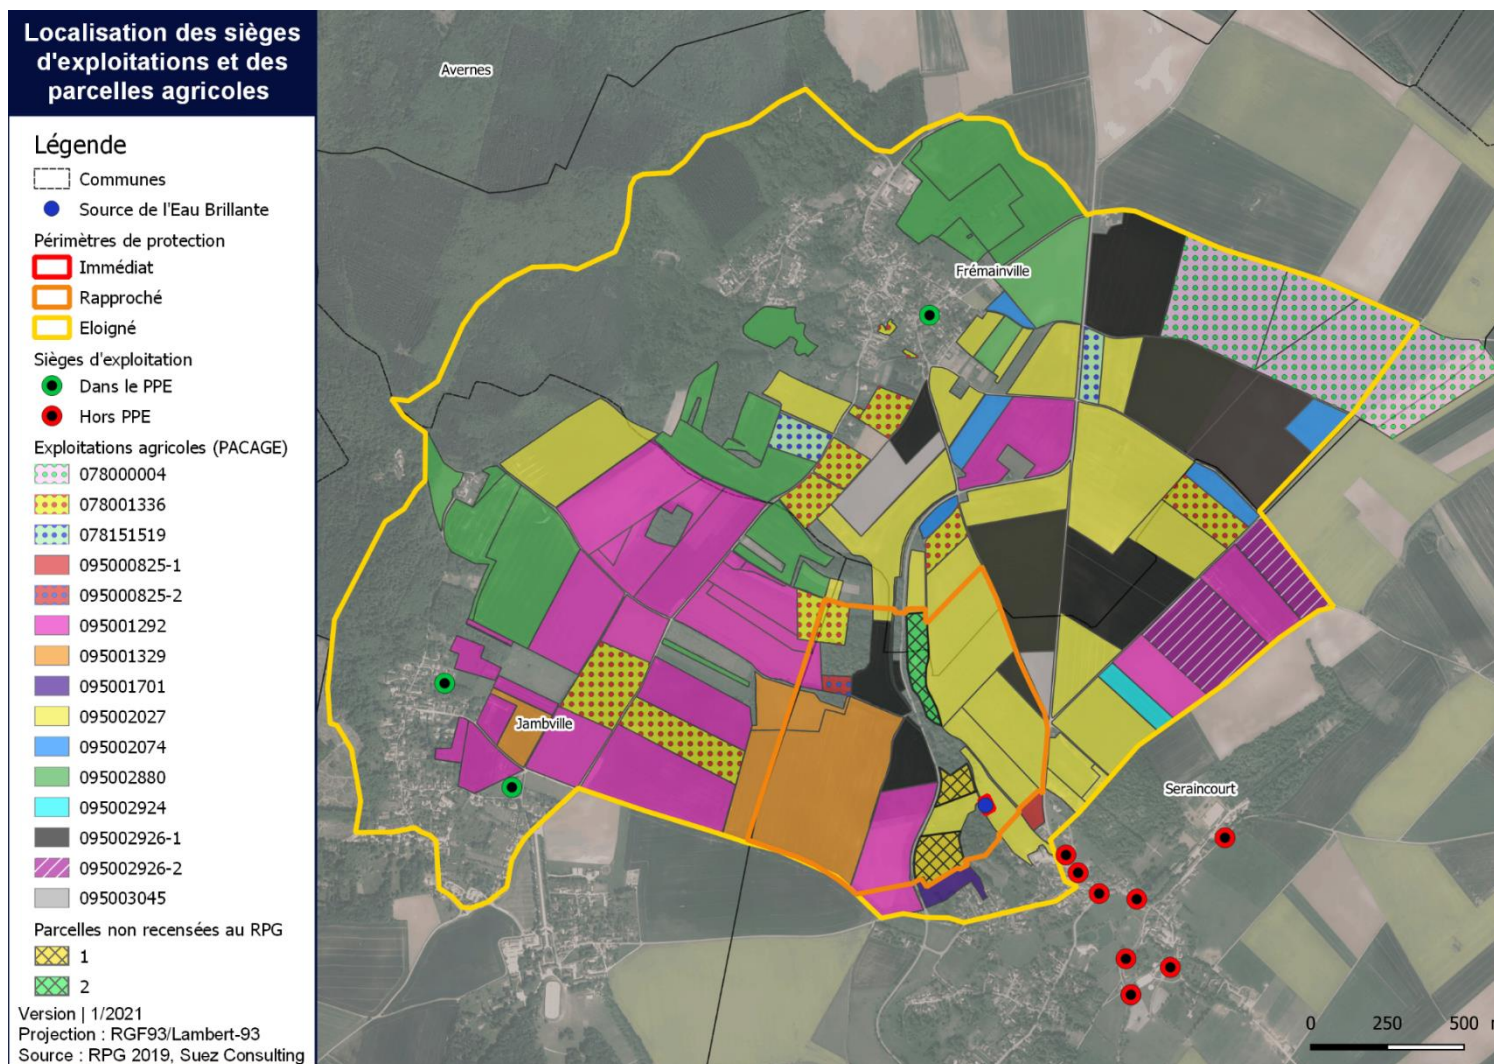 Localisation des sièges
d'exploitations et des
parcelles agricoles
Légende
Communes
Source de l'Eau Brillante
Périmètres de protection
Immédiat
Rapproché
Eloigné
Sièges d'exploitation
Dans le PPE
Hors PPE
Exploitations agricoles (PACAGE)
078000004
078001336
078151519
095000825-1
095000825-2
095001292
095001329
095001701
095002027
095002074
095002880
095002924
095002926-1
095002926-2
095003045
Parcelles non recensées au RPG
1
2
Version | 1/2021
Projection : RGF93/Lambert-93
Source : RPG 2019, Suez Consulting
Avernes
Frémainville
Jambville
Seraincourt
0 250 500